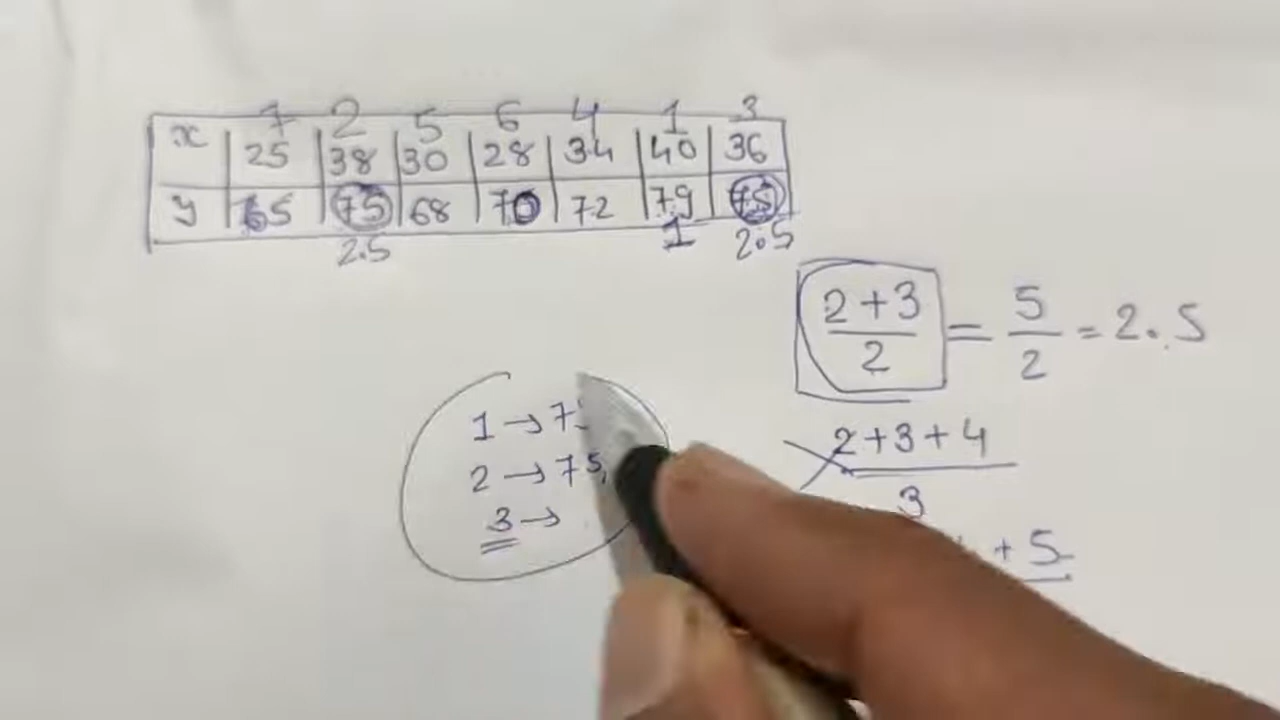 7 2 5 6 4 1 3
x 25 38 30 28 34 40 36
y 65 75 68 70 72 79 75
2.5 1 2.5
2+3/2 = 5/2 = 2.5
1 → 7
2 → 75,
3 →
2+3+4
3
+ 5